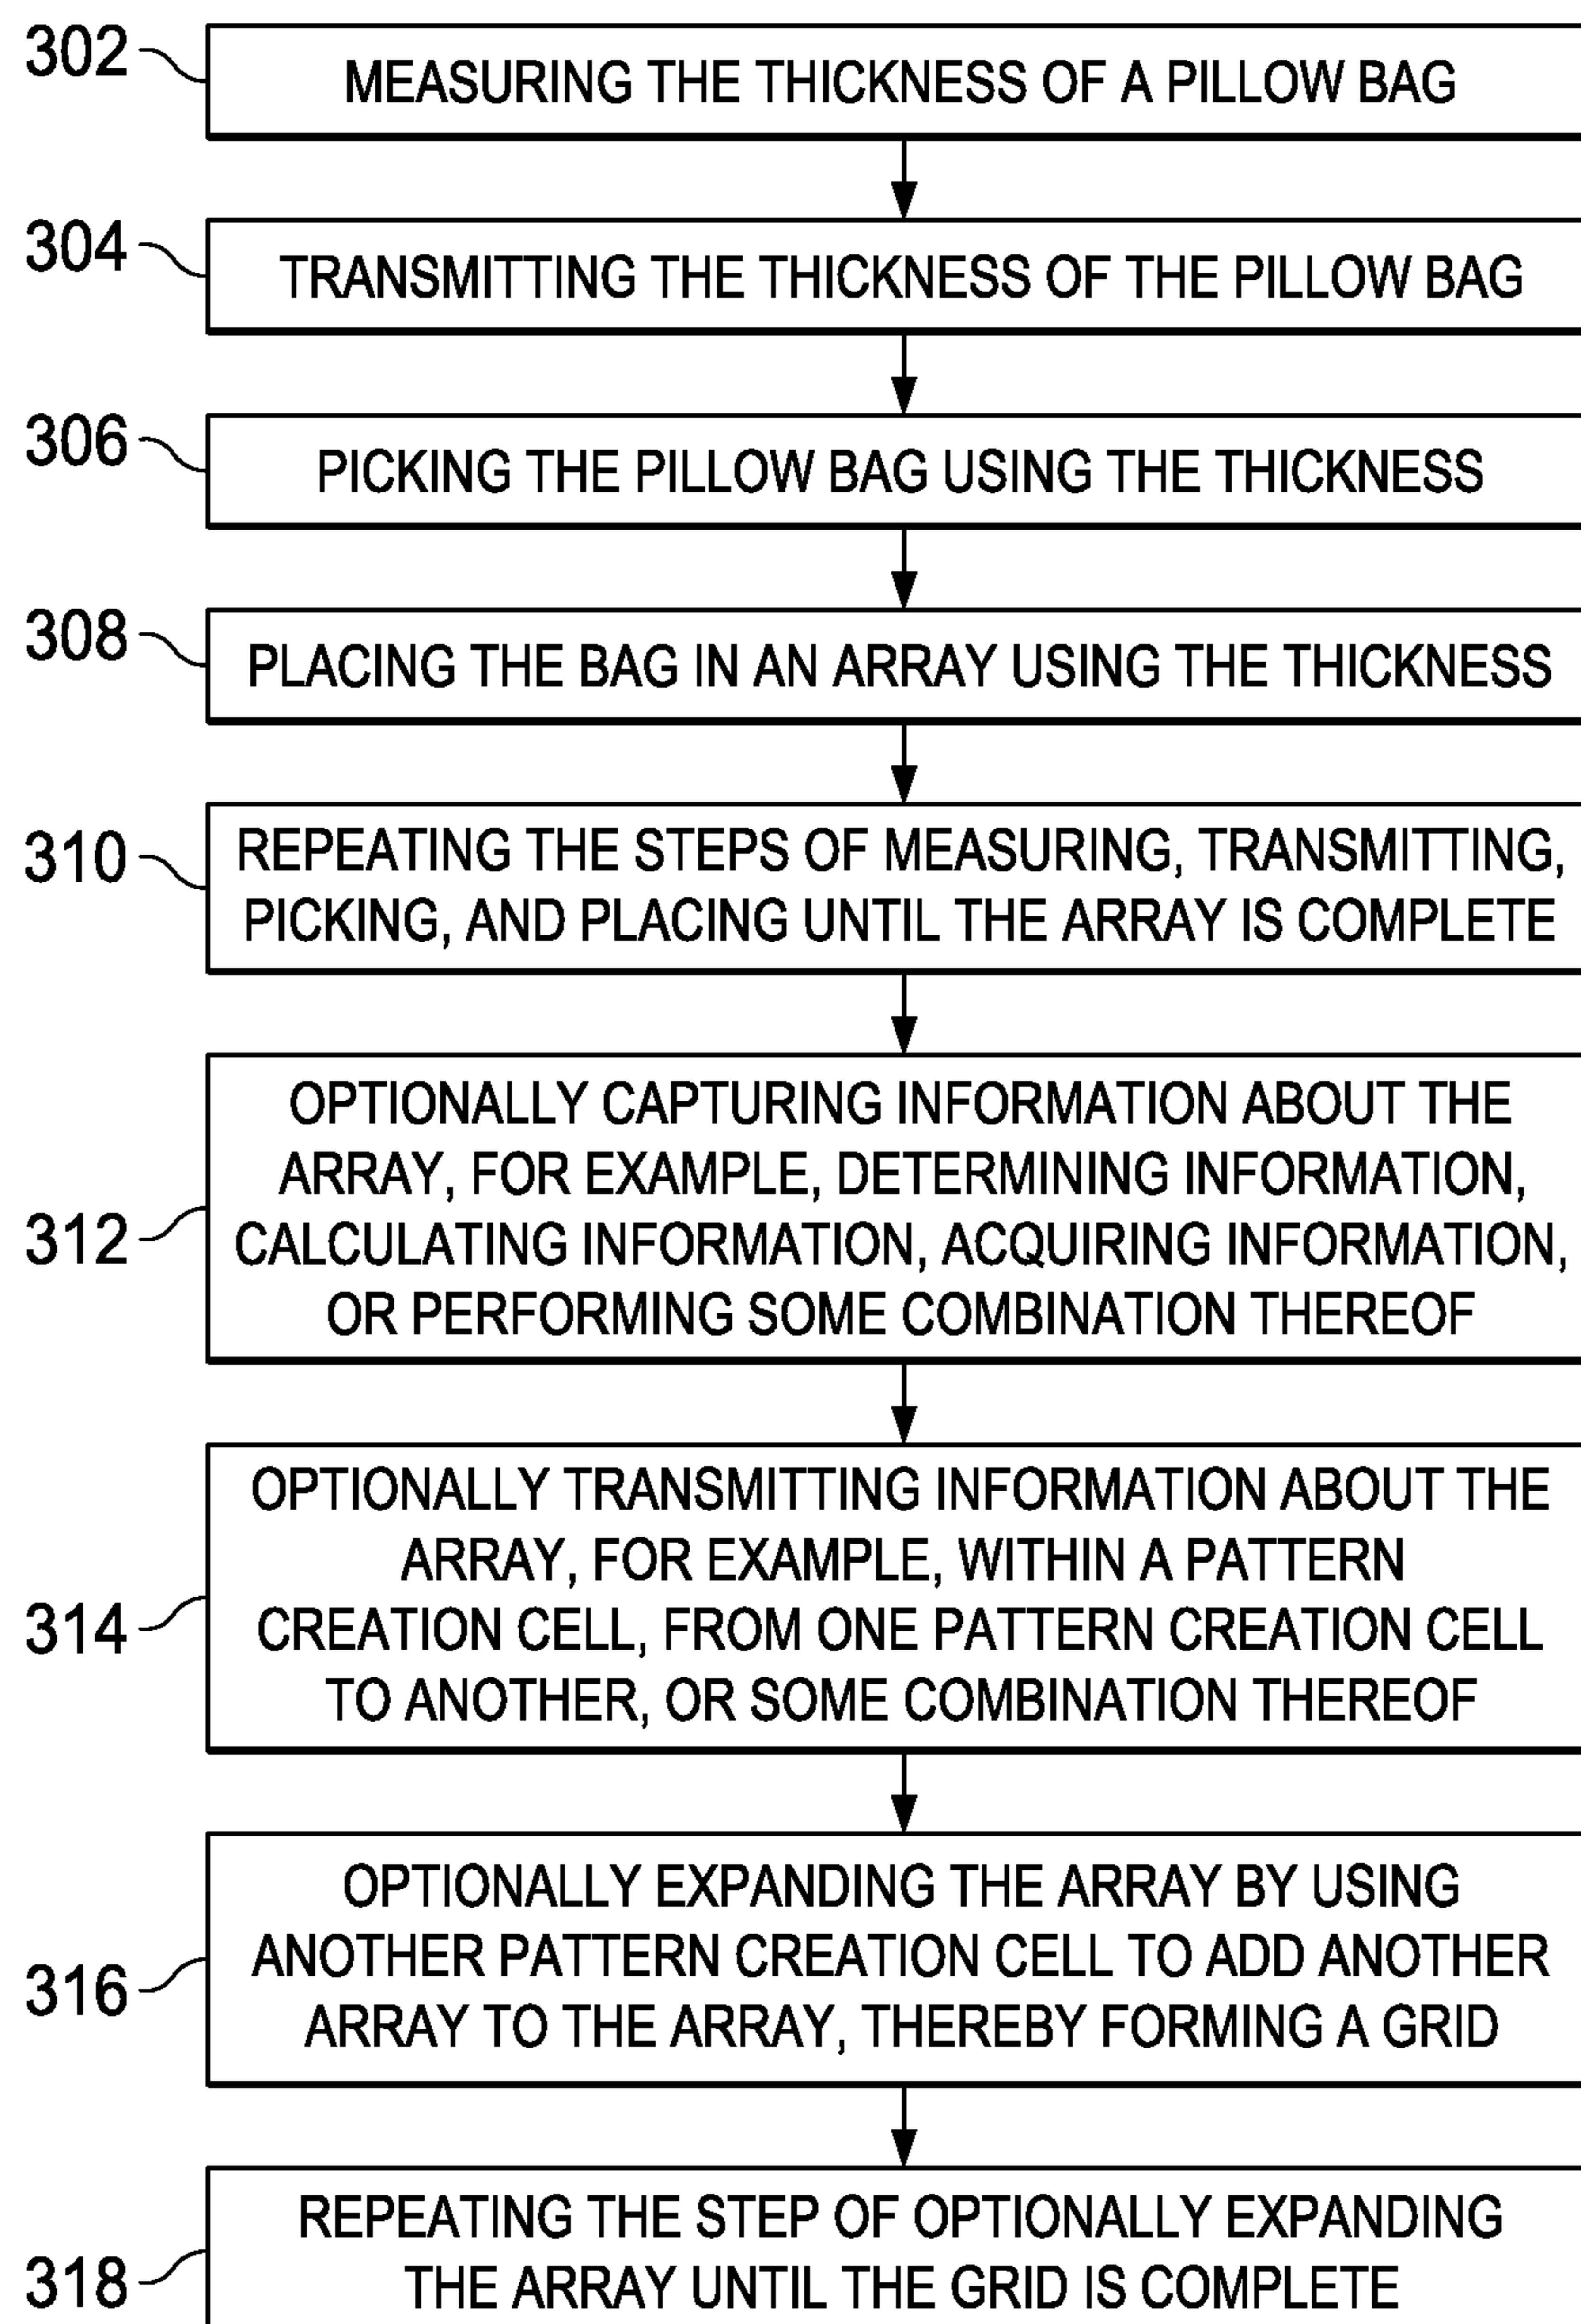 302
MEASURING THE THICKNESS OF A PILLOW BAG
304
TRANSMITTING THE THICKNESS OF THE PILLOW BAG
306
PICKING THE PILLOW BAG USING THE THICKNESS
308
PLACING THE BAG IN AN ARRAY USING THE THICKNESS
310
REPEATING THE STEPS OF MEASURING, TRANSMITTING,
PICKING, AND PLACING UNTIL THE ARRAY IS COMPLETE
312
OPTIONALLY CAPTURING INFORMATION ABOUT THE
ARRAY, FOR EXAMPLE, DETERMINING INFORMATION,
CALCULATING INFORMATION, ACQUIRING INFORMATION,
OR PERFORMING SOME COMBINATION THEREOF
314
OPTIONALLY TRANSMITTING INFORMATION ABOUT THE
ARRAY, FOR EXAMPLE, WITHIN A PATTERN
CREATION CELL, FROM ONE PATTERN CREATION CELL
TO ANOTHER, OR SOME COMBINATION THEREOF
316
OPTIONALLY EXPANDING THE ARRAY BY USING
ANOTHER PATTERN CREATION CELL TO ADD ANOTHER
ARRAY TO THE ARRAY, THEREBY FORMING A GRID
318
REPEATING THE STEP OF OPTIONALLY EXPANDING
THE ARRAY UNTIL THE GRID IS COMPLETE